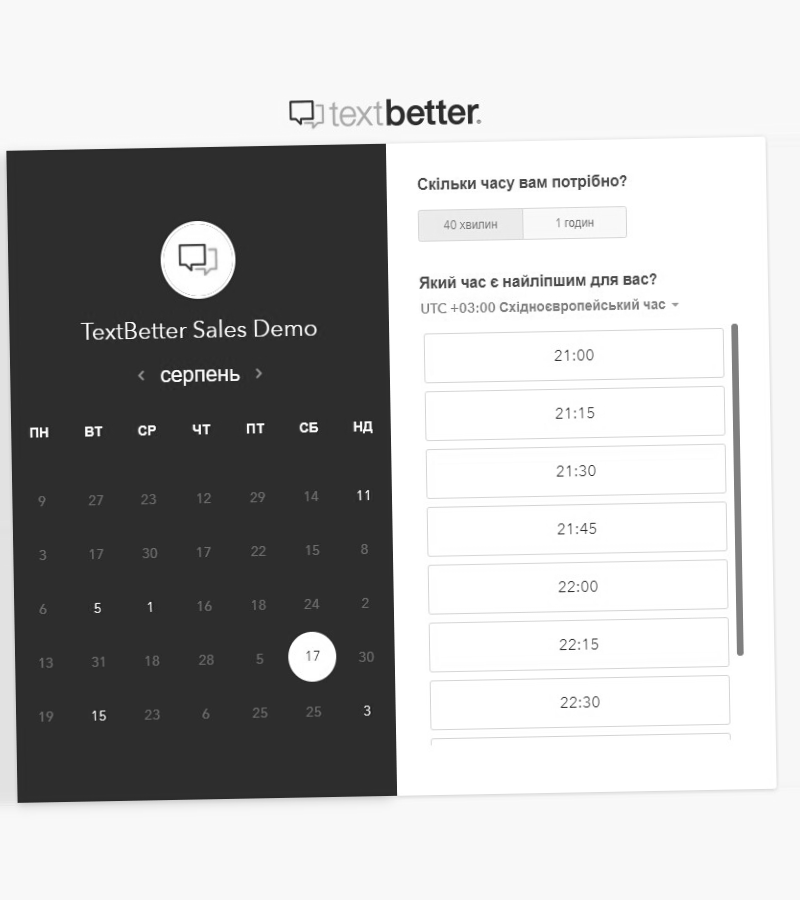 textbetter.
TextBetter Sales Demo
серпень
ПН ВТ СР ЧТ ПТ СБ НД
9 27 23 12 29 14 11
3 17 30 17 22 15 8
6 5 1 16 18 24 2
13 31 18 28 5 17 30
19 15 23 6 25 25 3
Скільки часу вам потрібно?
40 хвилин 1 годин
Який час є найліпшим для вас?
UTC +03:00 Східноєвропейський час
21:00
21:15
21:30
21:45
22:00
22:15
22:30